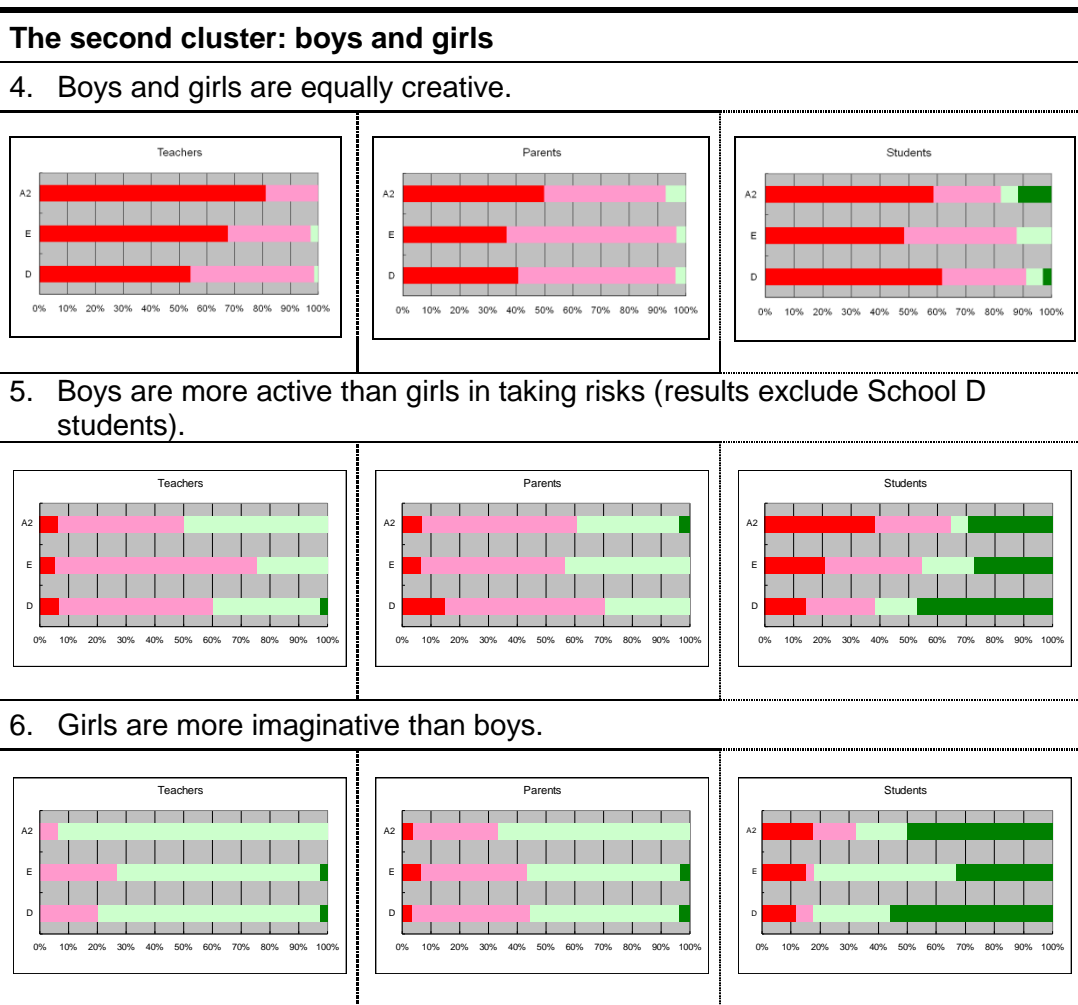 The second cluster: boys and girls
4. Boys and girls are equally creative.
Teachers
A2
E
D
0% 10% 20% 30% 40% 50% 60% 70% 80% 90% 100%
Parents
A2
E
D
0% 10% 20% 30% 40% 50% 60% 70% 80% 90% 100%
Students
A2
E
D
0% 10% 20% 30% 40% 50% 60% 70% 80% 90% 100%
5. Boys are more active than girls in taking risks (results exclude School D
students).
Teachers
A2
E
D
0% 10% 20% 30% 40% 50% 60% 70% 80% 90% 100%
Parents
A2
E
D
0% 10% 20% 30% 40% 50% 60% 70% 80% 90% 100%
Students
A2
E
D
0% 10% 20% 30% 40% 50% 60% 70% 80% 90% 100%
6. Girls are more imaginative than boys.
Teachers
A2
E
D
0% 10% 20% 30% 40% 50% 60% 70% 80% 90% 100%
Parents
A2
E
D
0% 10% 20% 30% 40% 50% 60% 70% 80% 90% 100%
Students
A2
E
D
0% 10% 20% 30% 40% 50% 60% 70% 80% 90% 100%